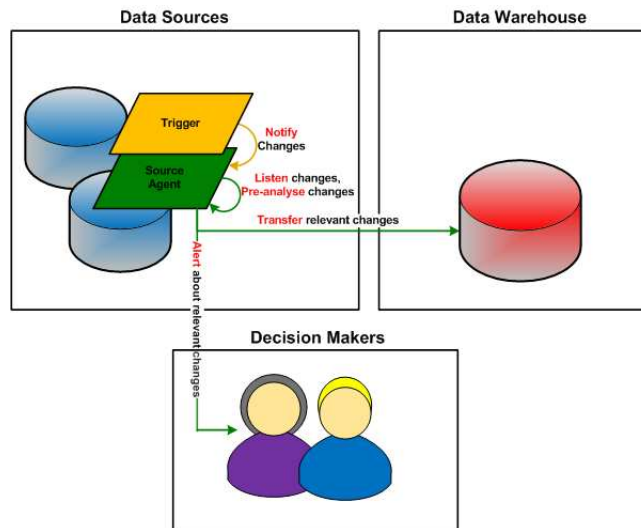 Data Sources
Data Warehouse
Trigger
Notify
Changes
Source
Agent
Listen changes,
Pre-analyse changes
Transfer relevant changes
Alert about relevant changes
Decision Makers